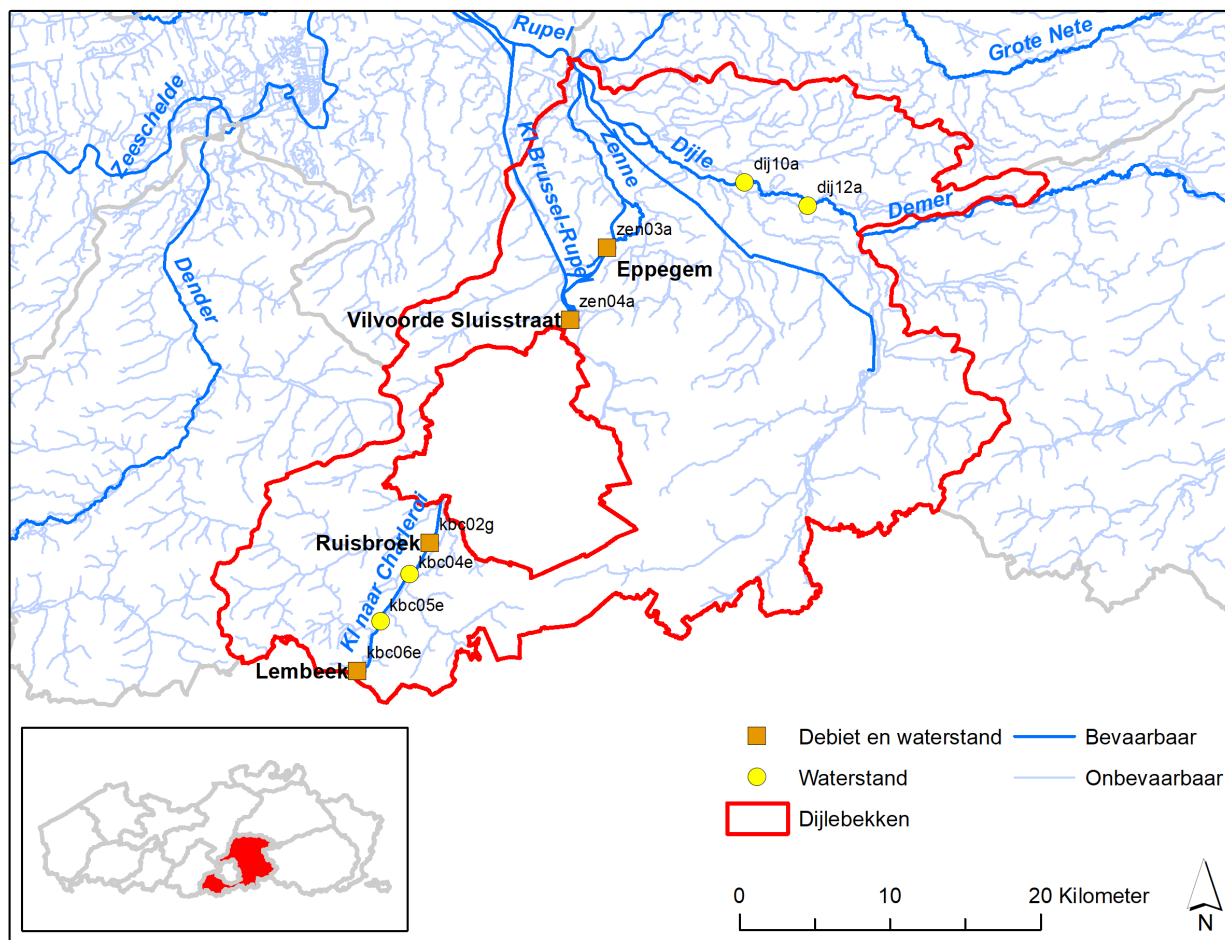 Rupel
Grote Nete
Zeeschelde
Kl Brussel-Rupel
Zenne
Dijle
dij10a
dij12a
Demer
zen03a
Eppegem
Dender
zen04a
Vilvoorde Sluisstraat
Kl naar Charleroi
kbc02g
Ruisbroek
kbc04e
kbc05e
kbc06e
Lembeek
Debiet en waterstand
Bevaarbaar
Waterstand
Onbevaarbaar
Dijlebekken
0 10 20 Kilometer
N